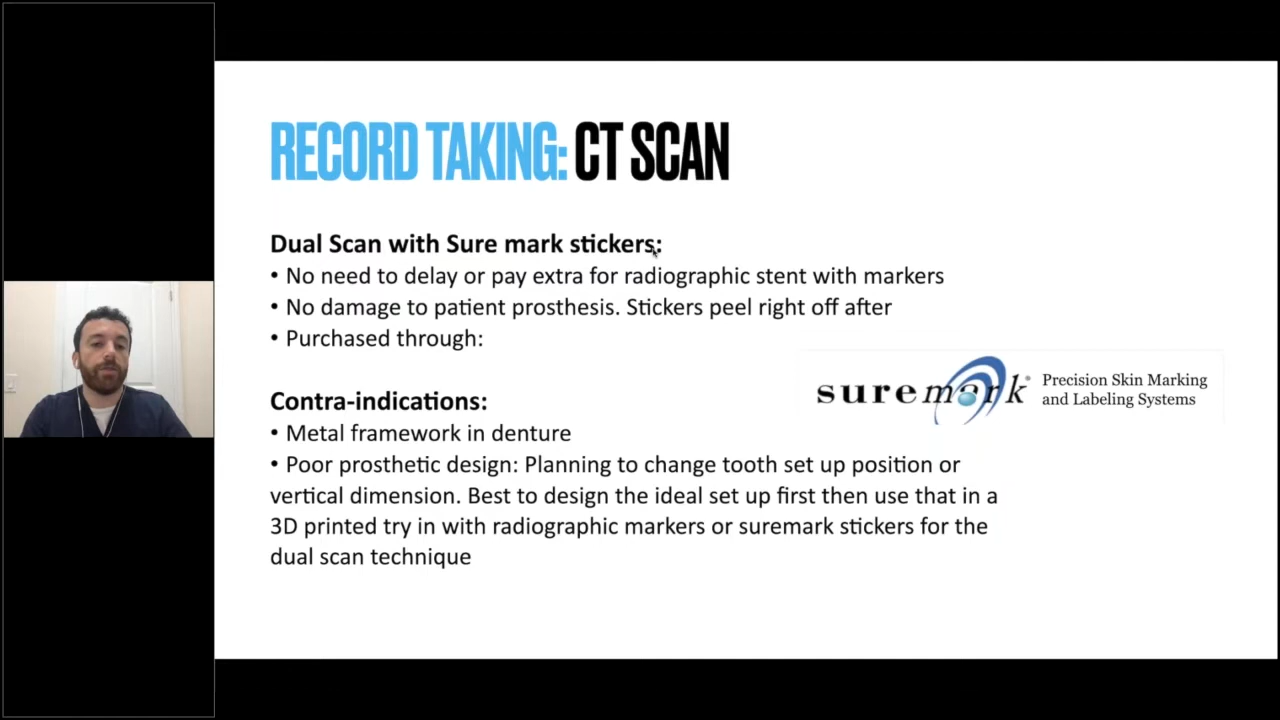 RECORD TAKING: CT SCAN
Dual Scan with Sure mark stickers:
• No need to delay or pay extra for radiographic stent with markers
• No damage to patient prosthesis. Stickers peel right off after
• Purchased through:
suremark® Precision Skin Marking
and Labeling Systems
Contra-indications:
• Metal framework in denture
• Poor prosthetic design: Planning to change tooth set up position or
vertical dimension. Best to design the ideal set up first then use that in a
3D printed try in with radiographic markers or suremark stickers for the
dual scan technique